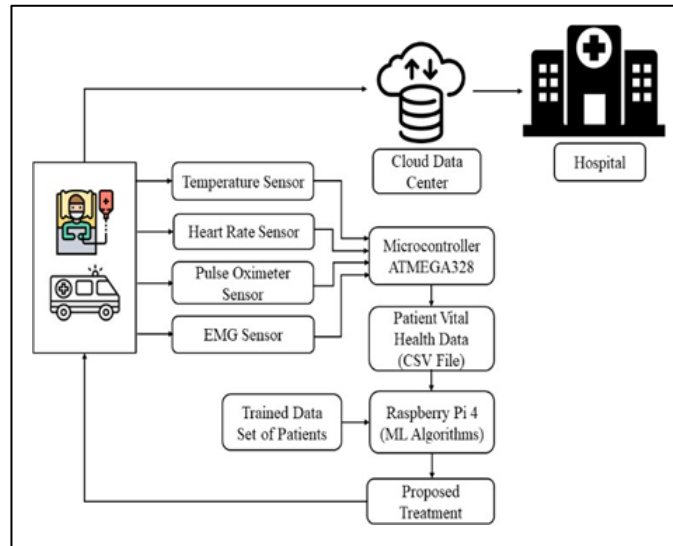 Cloud Data
Center
Hospital
Temperature Sensor
Heart Rate Sensor
Pulse Oximeter
Sensor
EMG Sensor
Microcontroller
ATMEGA328
Patient Vital
Health Data
(CSV File)
Trained Data
Set of Patients
Raspberry Pi 4
(ML Algorithms)
Proposed
Treatment